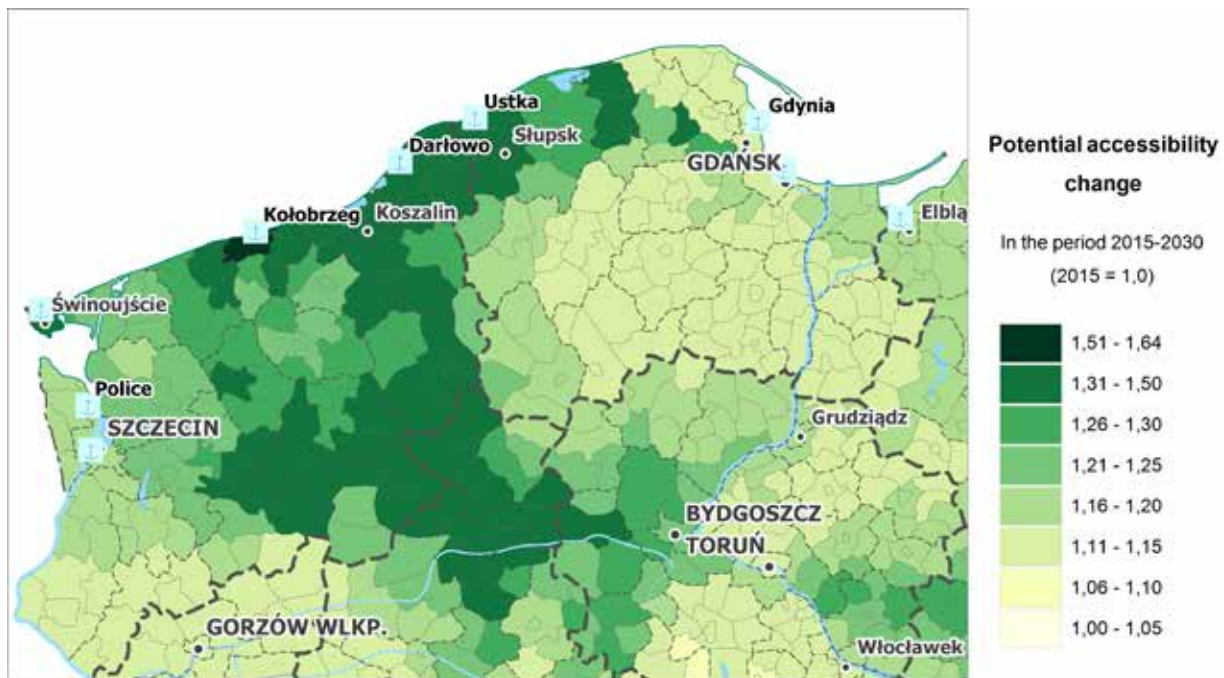 Ustka
Słupsk
Gdynia
Darłowo
GDAŃSK
Kołobrzeg
Koszalin
Elblą
Świnoujście
Police
SZCZECIN
Grudziądz
BYDGOSZCZ
TORUŃ
GORZÓW WLKP.
Włocławek
Potential accessibility
change
In the period 2015-2030
(2015 = 1,0)
1,51 - 1,64
1,31 - 1,50
1,26 - 1,30
1,21 - 1,25
1,16 - 1,20
1,11 - 1,15
1,06 - 1,10
1,00 - 1,05